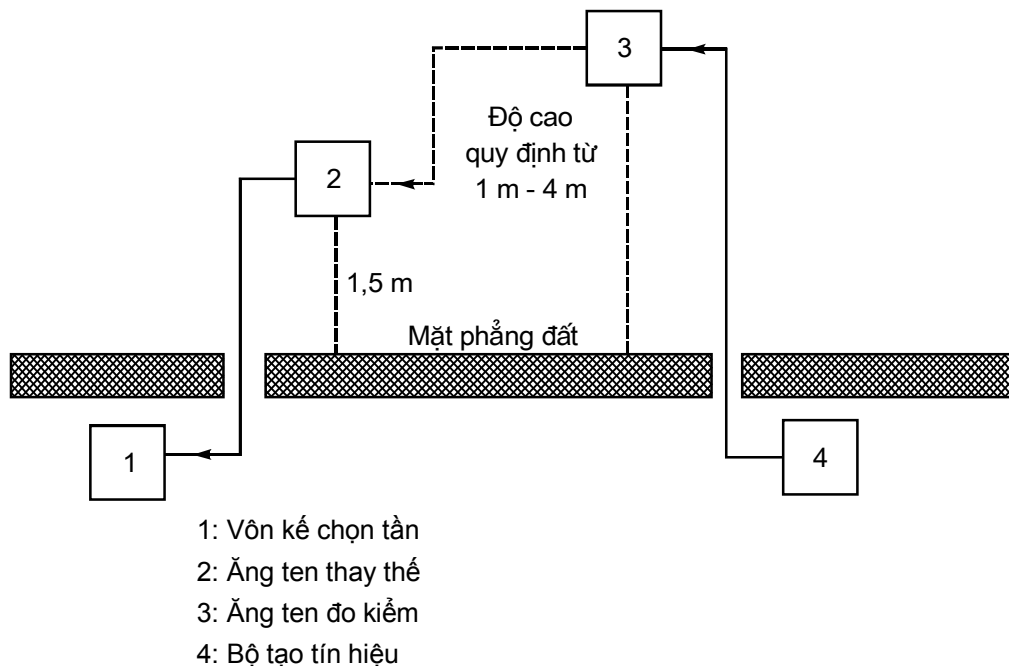 3
Độ cao
quy định từ
1 m - 4 m
2
1,5 m
Mặt phẳng đất
1
4
1: Vôn kế chọn tần
2: Ăng ten thay thế
3: Ăng ten đo kiểm
4: Bộ tạo tín hiệu